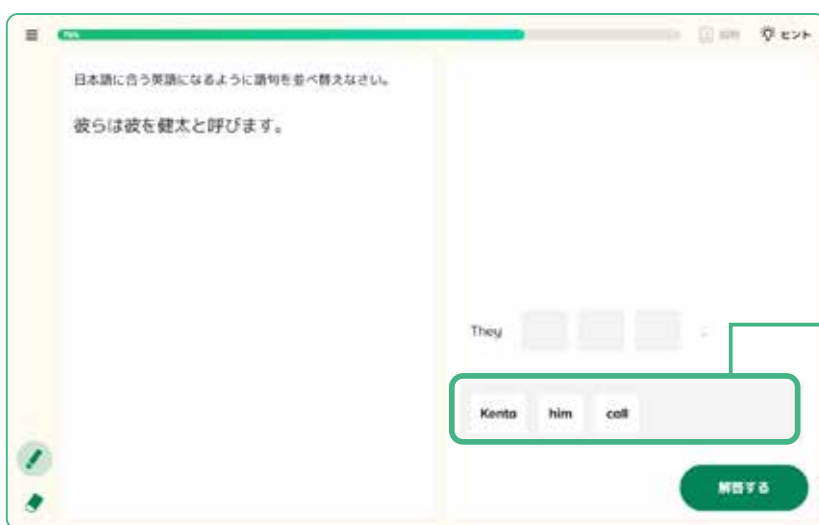 ヒント
日本語に合う英語になるように語句を並べ替えなさい。
彼らは彼を健太と呼びます。
They .
Kenta him call
解答する